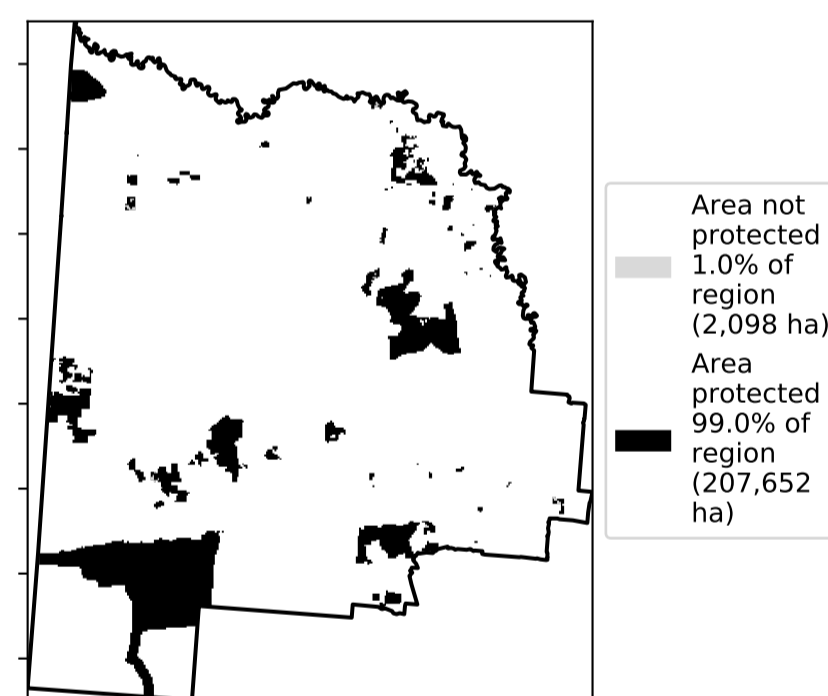 Area not
protected
1.0% of
region
(2,098 ha)
Area
protected
99.0% of
region
(207,652
ha)